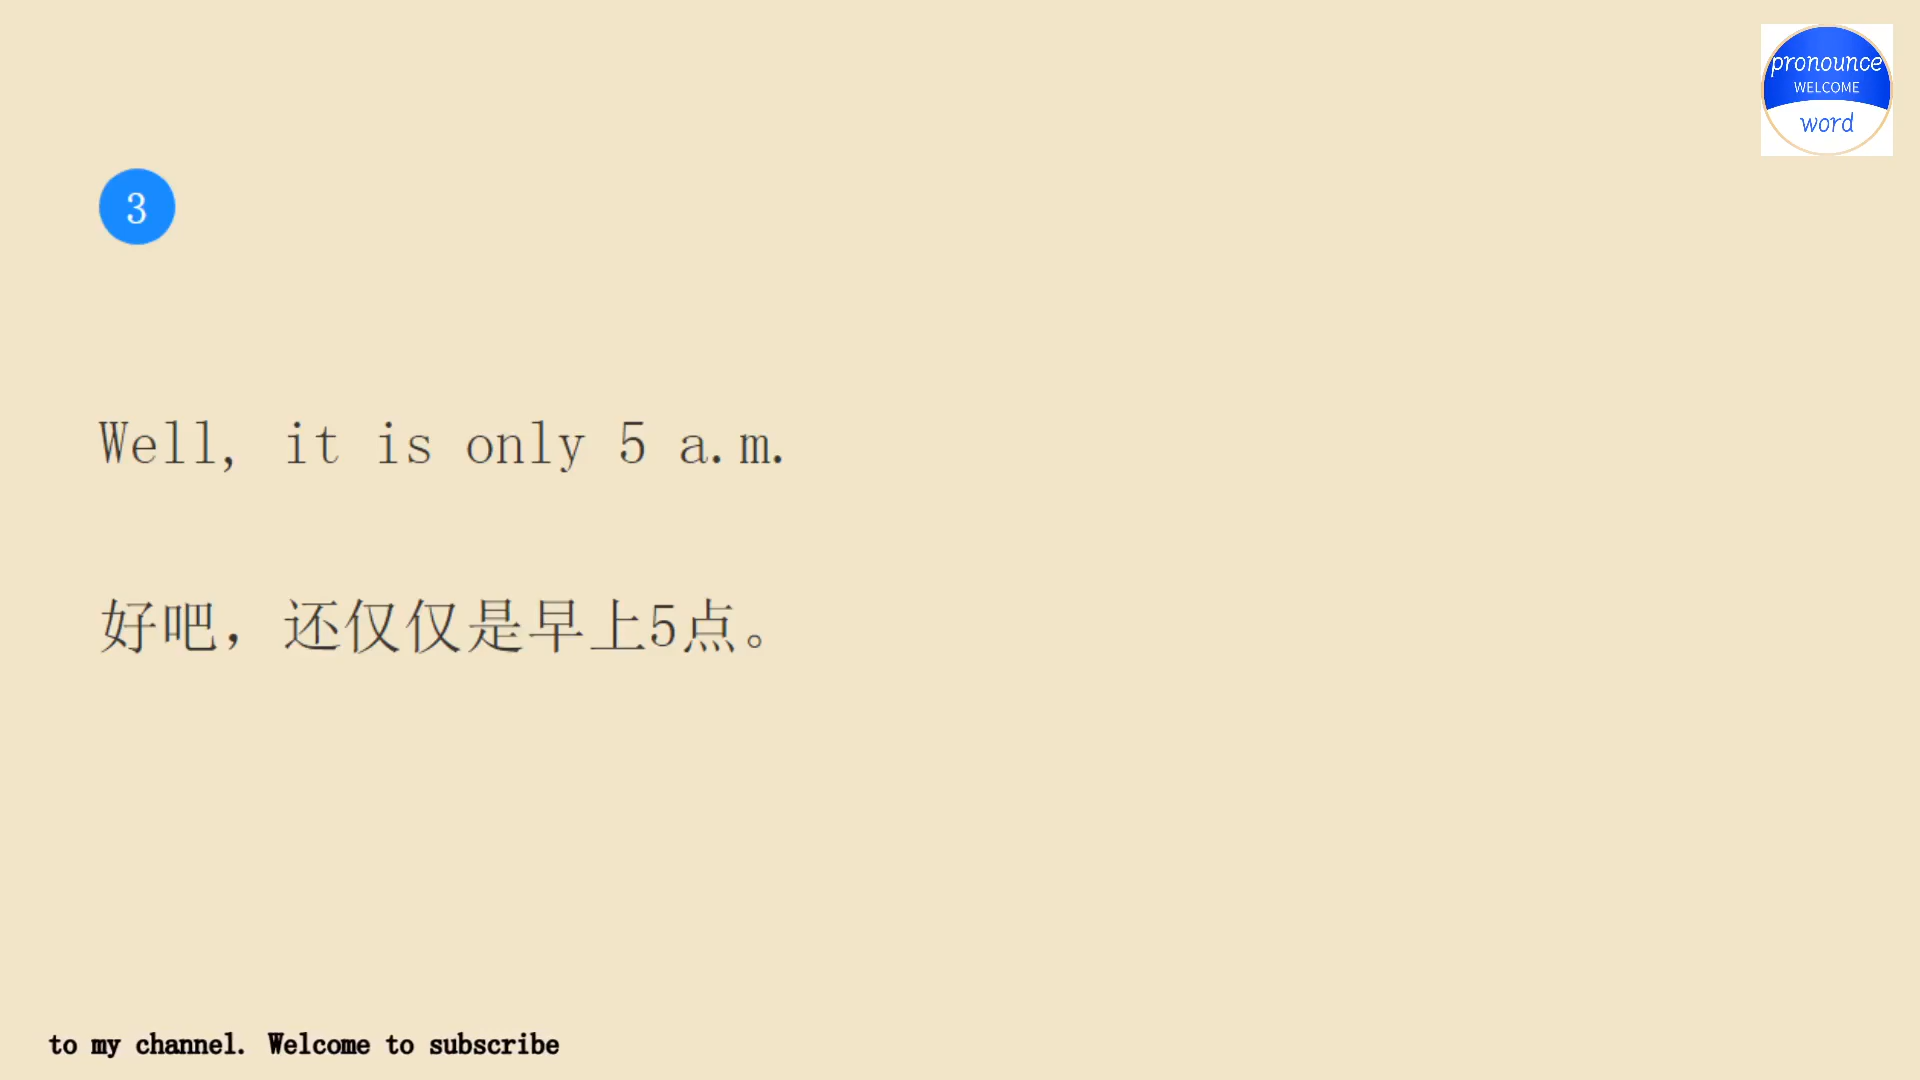 pronounce
WELCOME
word
3
Well, it is only 5 a.m.
好吧，还仅仅是早上5点。
to my channel. Welcome to subscribe